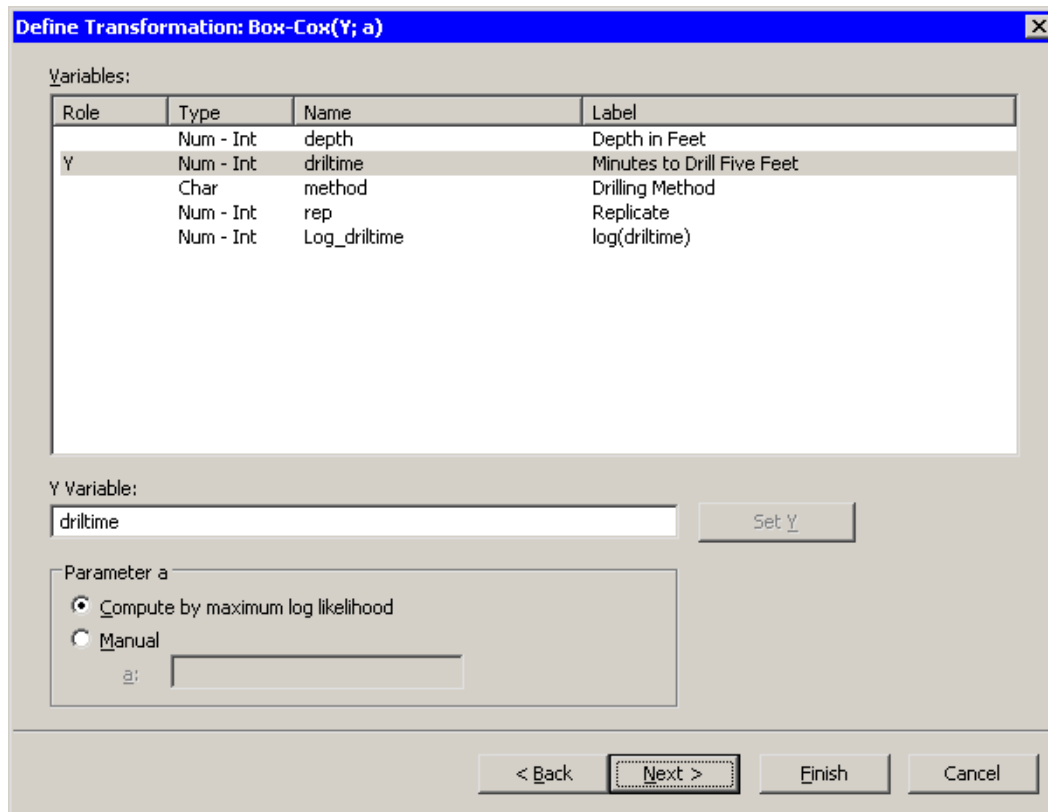 Define Transformation: Box-Cox(Y; a)
Variables:
Role Type Name Label
Num - Int depth Depth in Feet
Y Num - Int driltime Minutes to Drill Five Feet
Char method Drilling Method
Num - Int rep Replicate
Num - Int Log_driltime log(driltime)
Y Variable:
driltime Set Y
Parameter a
Compute by maximum log likelihood
Manual
a:
< Back Next > Finish Cancel